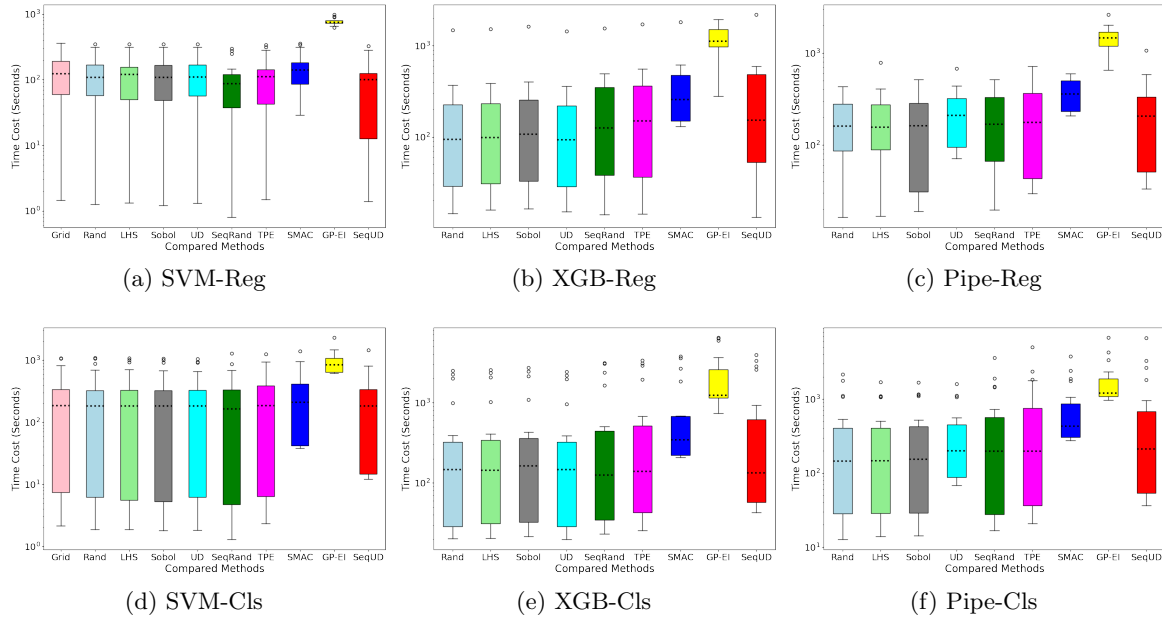 10³
10²
10¹
10⁰
Time Cost (Seconds)
Grid Rand LHS Sobol UD SeqRand TPE SMAC GP-EI SeqUD
Compared Methods
(a) SVM-Reg
10³
10²
Time Cost (Seconds)
Rand LHS Sobol UD SeqRand TPE SMAC GP-EI SeqUD
Compared Methods
(b) XGB-Reg
10³
10²
Time Cost (Seconds)
Rand LHS Sobol UD SeqRand TPE SMAC GP-EI SeqUD
Compared Methods
(c) Pipe-Reg
10³
10²
10¹
10⁰
Time Cost (Seconds)
Grid Rand LHS Sobol UD SeqRand TPE SMAC GP-EI SeqUD
Compared Methods
(d) SVM-Cls
10³
10²
Time Cost (Seconds)
Rand LHS Sobol UD SeqRand TPE SMAC GP-EI SeqUD
Compared Methods
(e) XGB-Cls
10³
10²
10¹
Time Cost (Seconds)
Rand LHS Sobol UD SeqRand TPE SMAC GP-EI SeqUD
Compared Methods
(f) Pipe-Cls